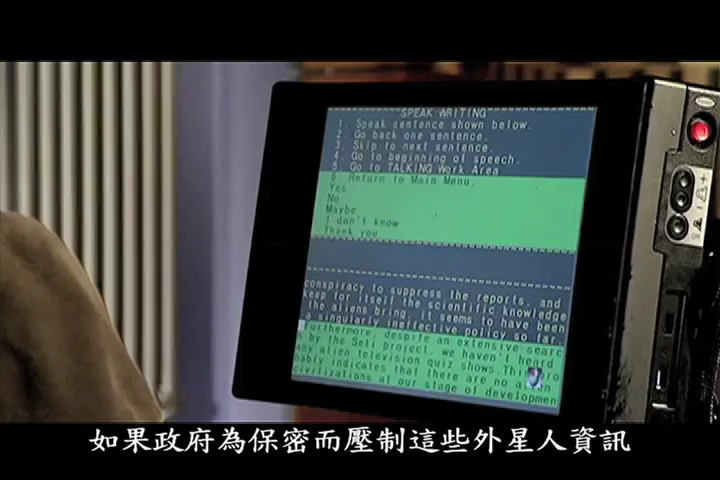 SPEAK WRITING
1. Speak sentence shown below.
2. Go back one sentence.
3. Skip to next sentence.
4. Go to beginning of speech.
5. Go to TALKING Work Area
6. Return to Main Menu.
Yes
No
Maybe
I don't know
Thank you
conspiracy to suppress the reports, and
keep for itself the scientific knowledge
the aliens bring, it seems to have been
a singularly ineffective policy so far.
Furthermore, despite an extensive searc
h by the Seti project, we haven't heard
any alien television quiz shows. This
bably indicates that there are no
civilizations at our stage of developmen
如果政府為保密而壓制這些外星人資訊